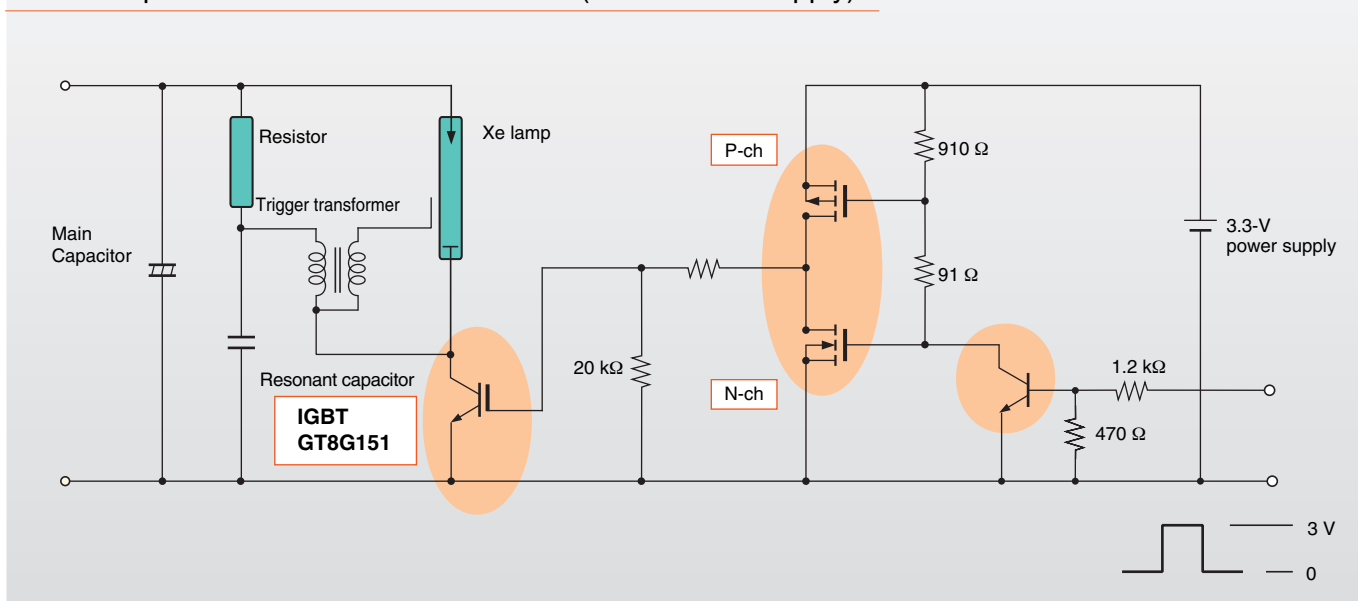 Resistor
Xe lamp
Trigger transformer
Main
Capacitor
Resonant capacitor
IGBT
GT8G151
20 kΩ
P-ch
N-ch
910 Ω
91 Ω
3.3-V
power supply
1.2 kΩ
470 Ω
3 V
0